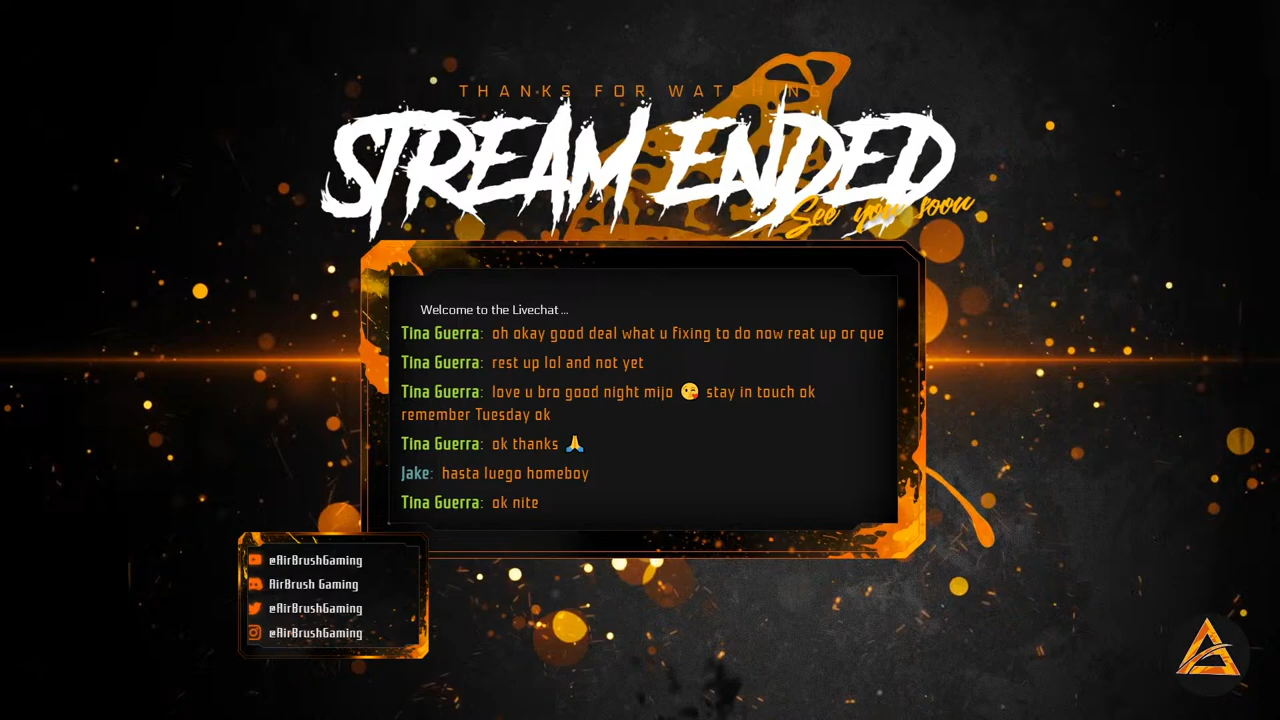 THANKS FOR WATCHING
STREAM ENDED
See you soon
Welcome to the Livechat ...
Tina Guerra: oh okay good deal what u fixing to do now reat up or que
Tina Guerra: rest up lol and not yet
Tina Guerra: love u bro good night mijo 😘 stay in touch ok
remember Tuesday ok
Tina Guerra: ok thanks 🙏
Jake: hasta luego homeboy
Tina Guerra: ok nite
@AirBrushGaming
AirBrush Gaming
@AirBrushGaming
@AirBrushGaming